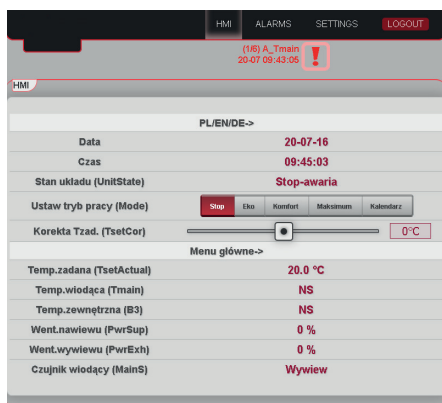 HMI ALARMS SETTINGS LOGOUT
(1/6) A_Tmain
20-07 09:43:05
HMI
PL/EN/DE->
Data 20-07-16
Czas 09:45:03
Stan układu (UnitState) Stop-awaria
Ustaw tryb pracy (Mode) Stop Eko Komfort Maksimum Kalendarz
Korekta Tzad. (TsetCor) 0°C
Menu główne->
Temp.zadana (TsetActual) 20.0 °C
Temp.wiodąca (Tmain) NS
Temp.zewnętrzna (B3) NS
Went.nawiewu (PwrSup) 0 %
Went.wywiewu (PwrExh) 0 %
Czujnik wiodący (MainS) Wywiew